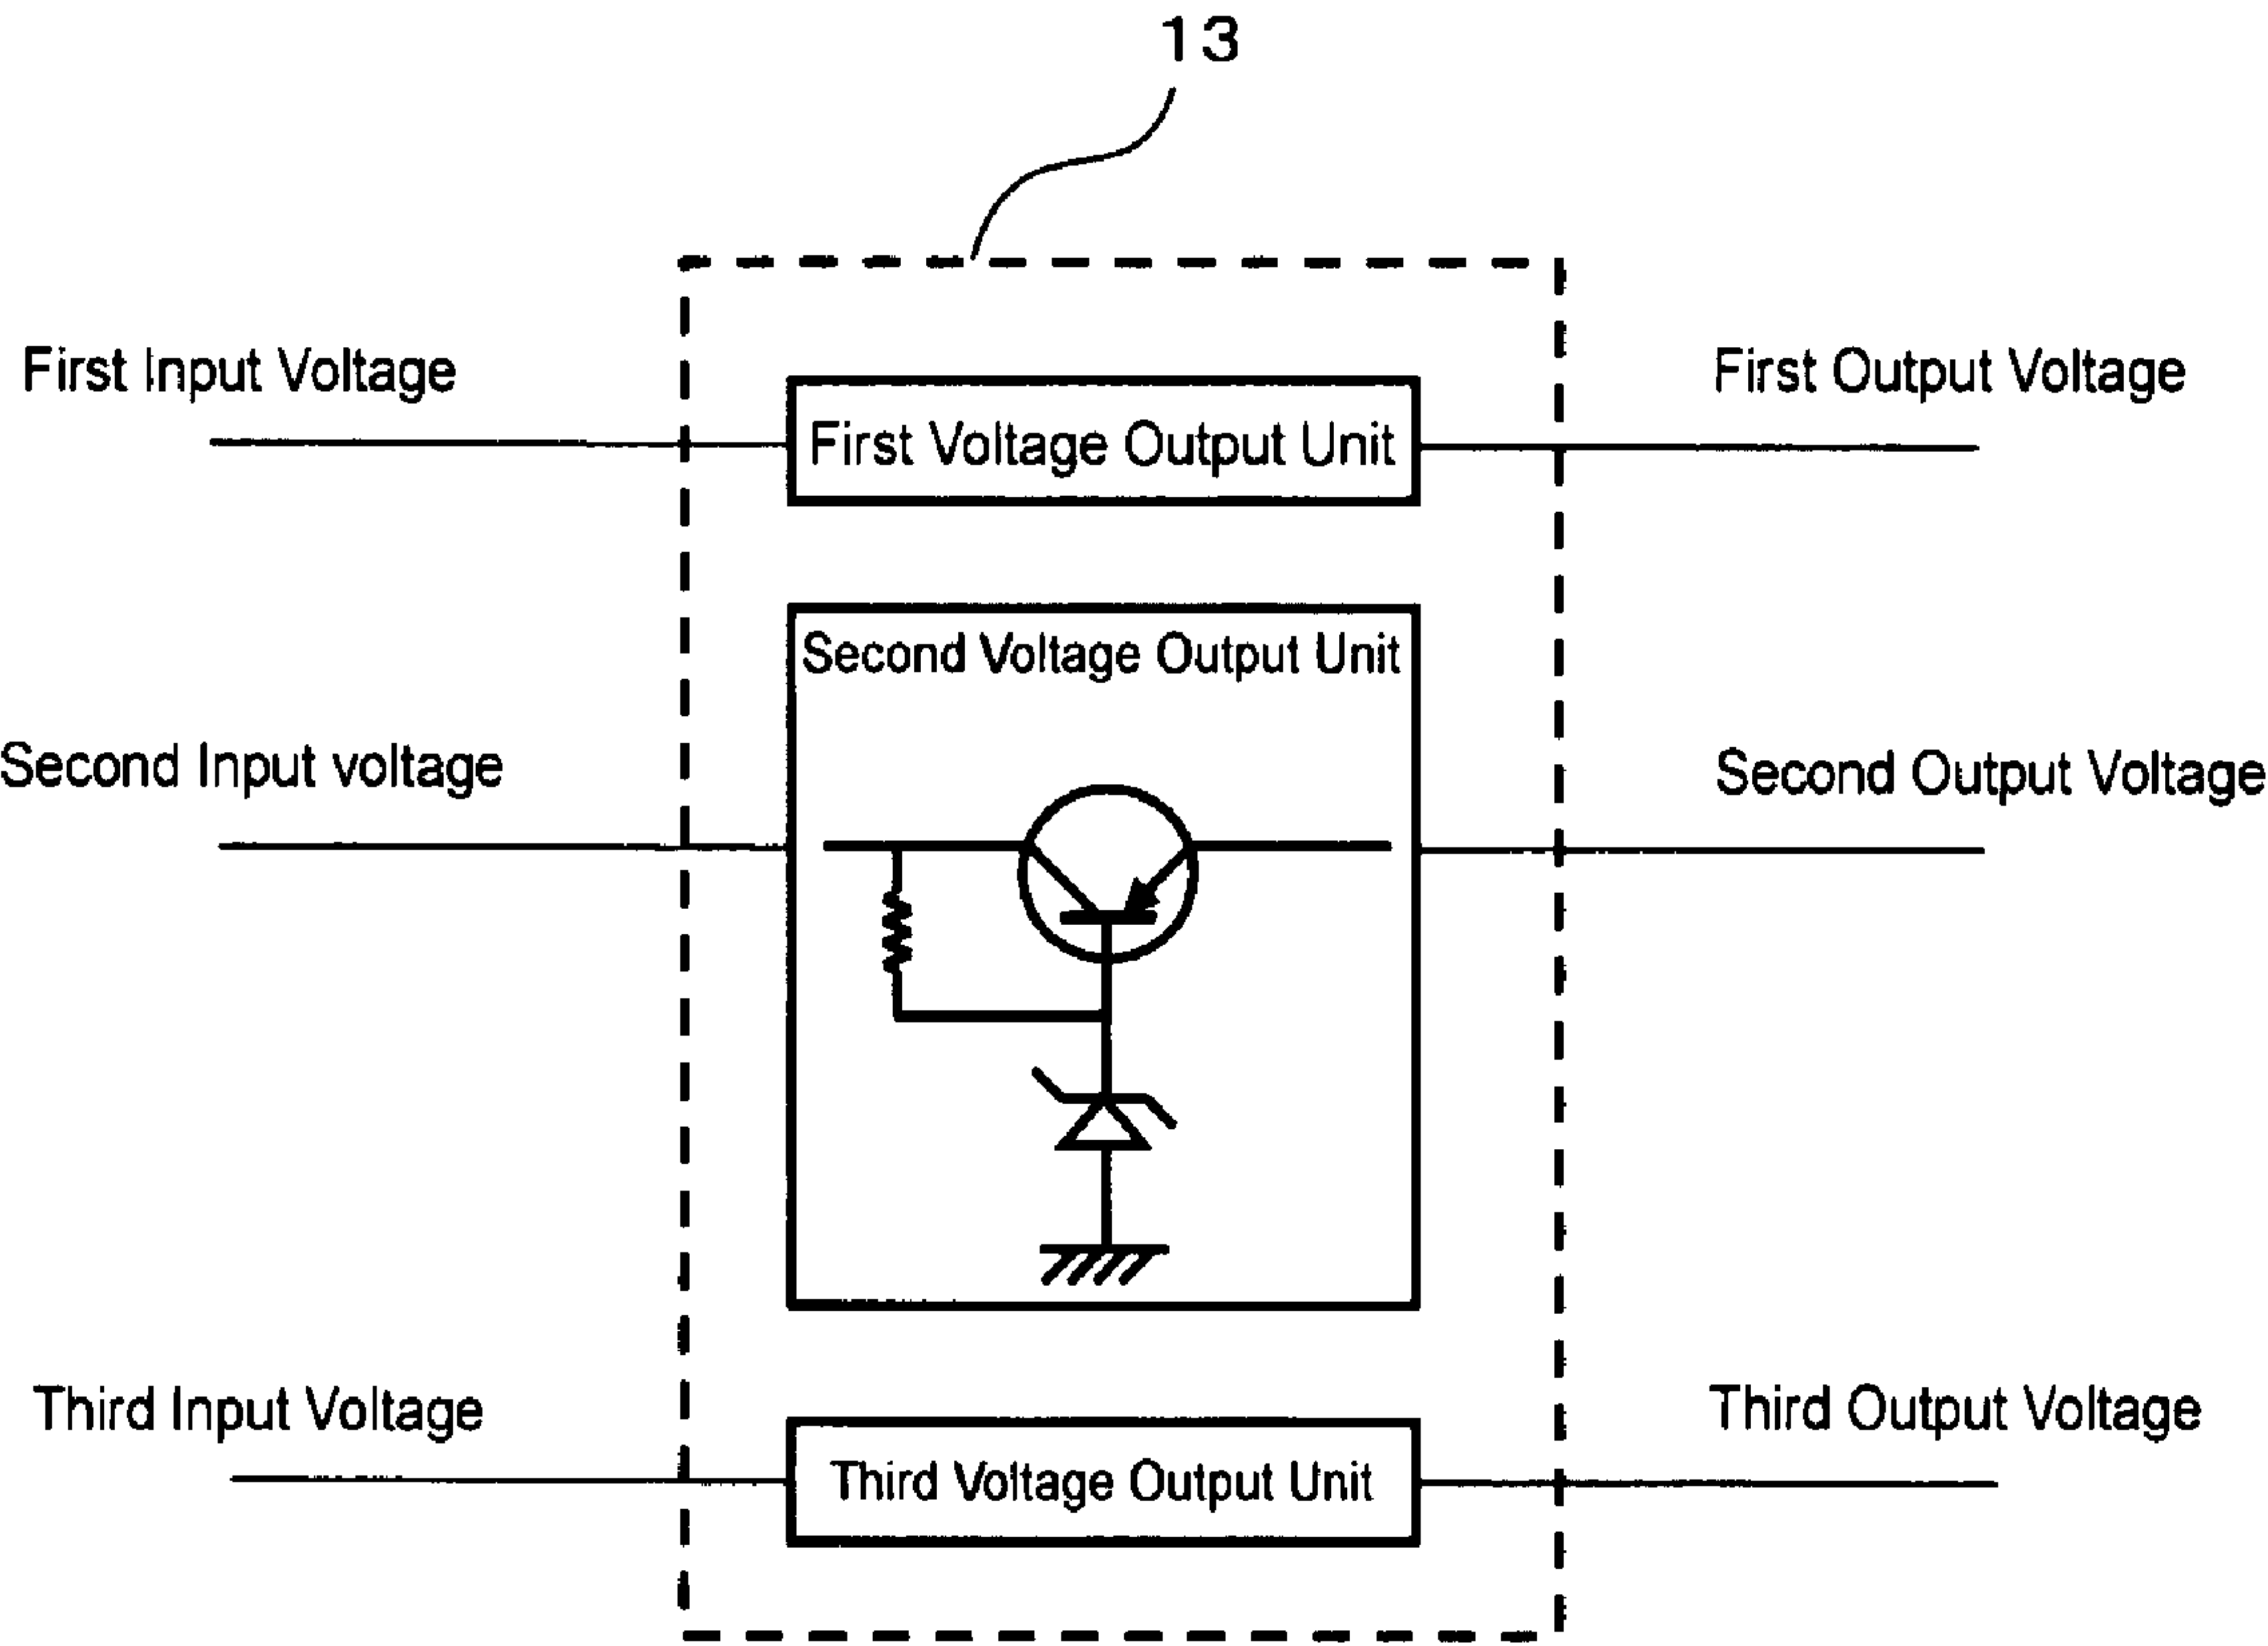 13
First Input Voltage
First Voltage Output Unit
First Output Voltage
Second Voltage Output Unit
Second Input voltage
Second Output Voltage
Third Input Voltage
Third Voltage Output Unit
Third Output Voltage